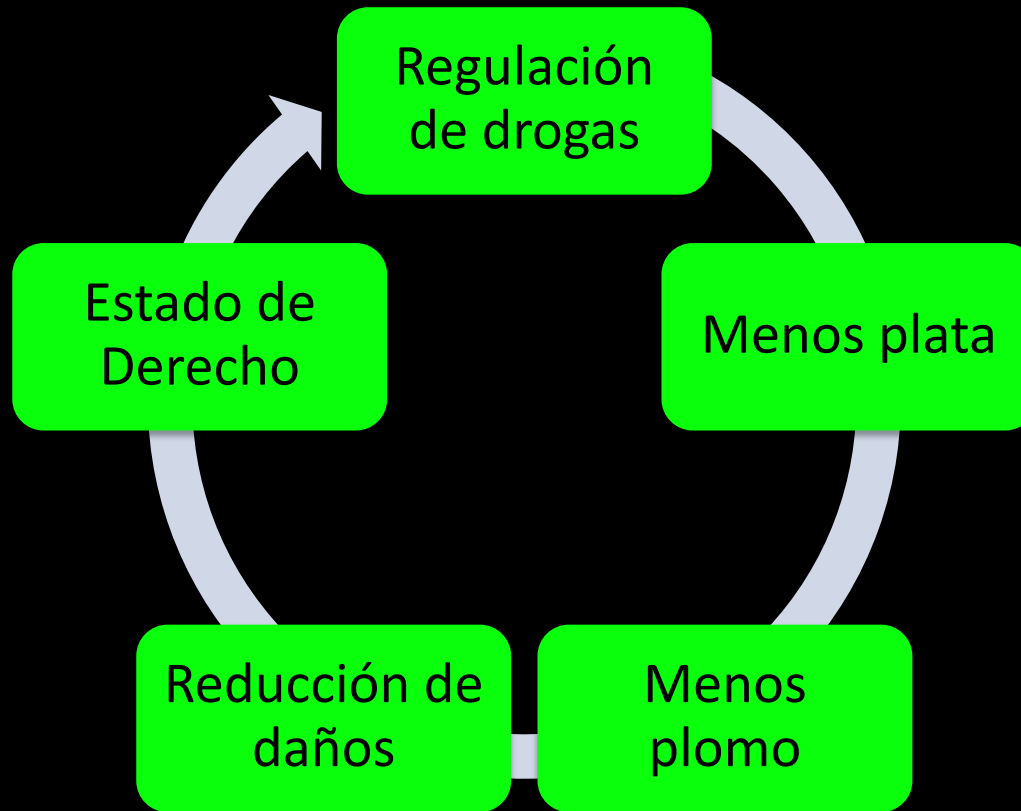 Regulación
de drogas
Menos plata
Menos
plomo
Reducción de
daños
Estado de
Derecho